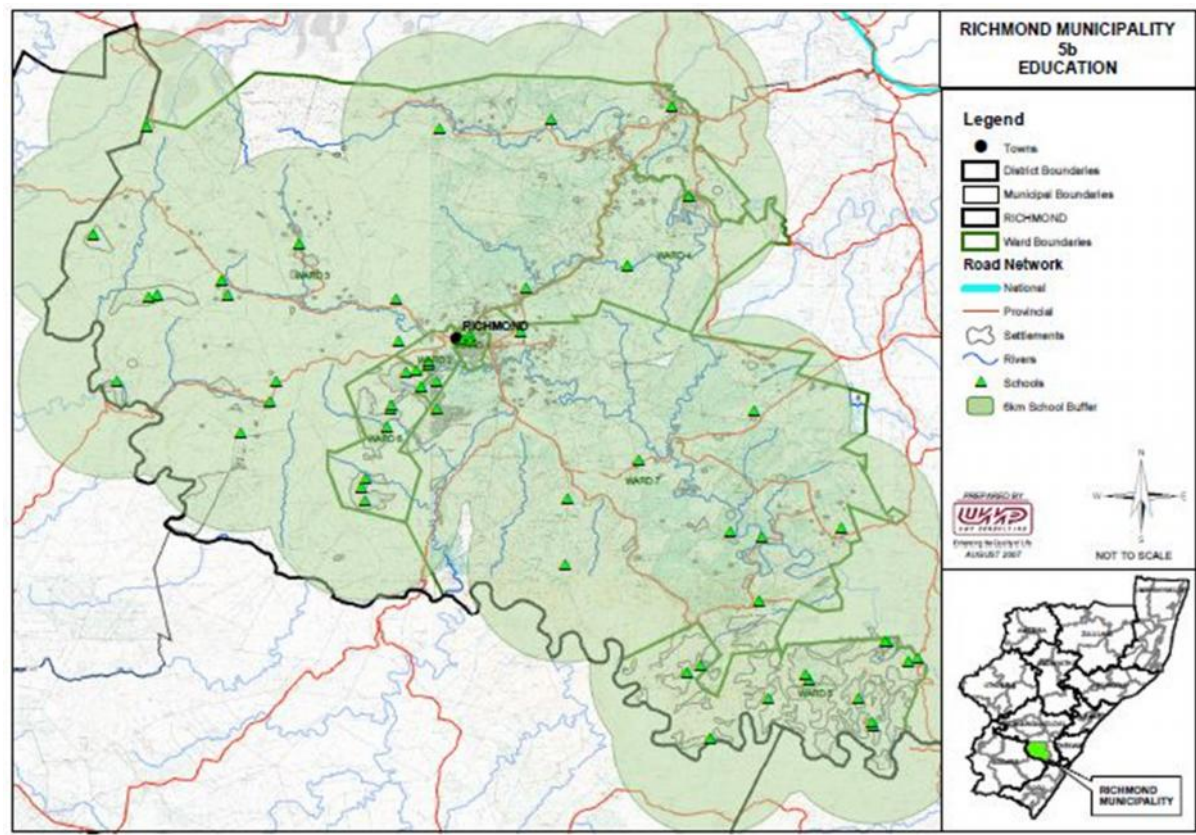 RICHMOND MUNICIPALITY
5b
EDUCATION
Legend
Towns
District Boundaries
Municipal Boundaries
RICHMOND
Ward Boundaries
Road Network
National
Provincial
Settlements
Rivers
Schools
6km School Buffer
N
W
E
S
PREPARED BY
AUGUST 2007
NOT TO SCALE
RICHMOND
MUNICIPALITY
WARD 3
WARD 4
RICHMOND
WARD 6
WARD 7
WARD 5